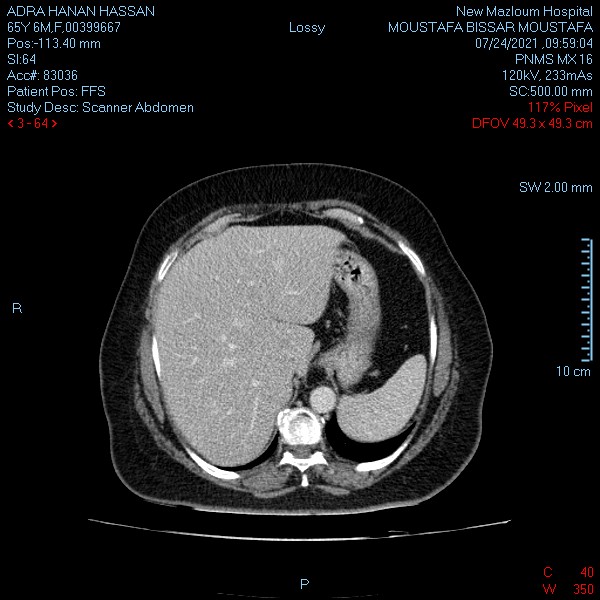 ADRA HANAN HASSAN
65Y 6M,F,00399667
Pos:-113.40 mm
SI:64
Acc#: 83036
Patient Pos: FFS
Study Desc: Scanner Abdomen
< 3 - 64 >
Lossy
New Mazloum Hospital
MOUSTAFA BISSAR MOUSTAFA
07/24/2021 ,09:59:04
PNMS MX 16
120kV, 233mAs
SC:500.00 mm
117% Pixel
DFOV 49.3 x 49.3 cm
SW 2.00 mm
R
10 cm
P
C 40
W 350